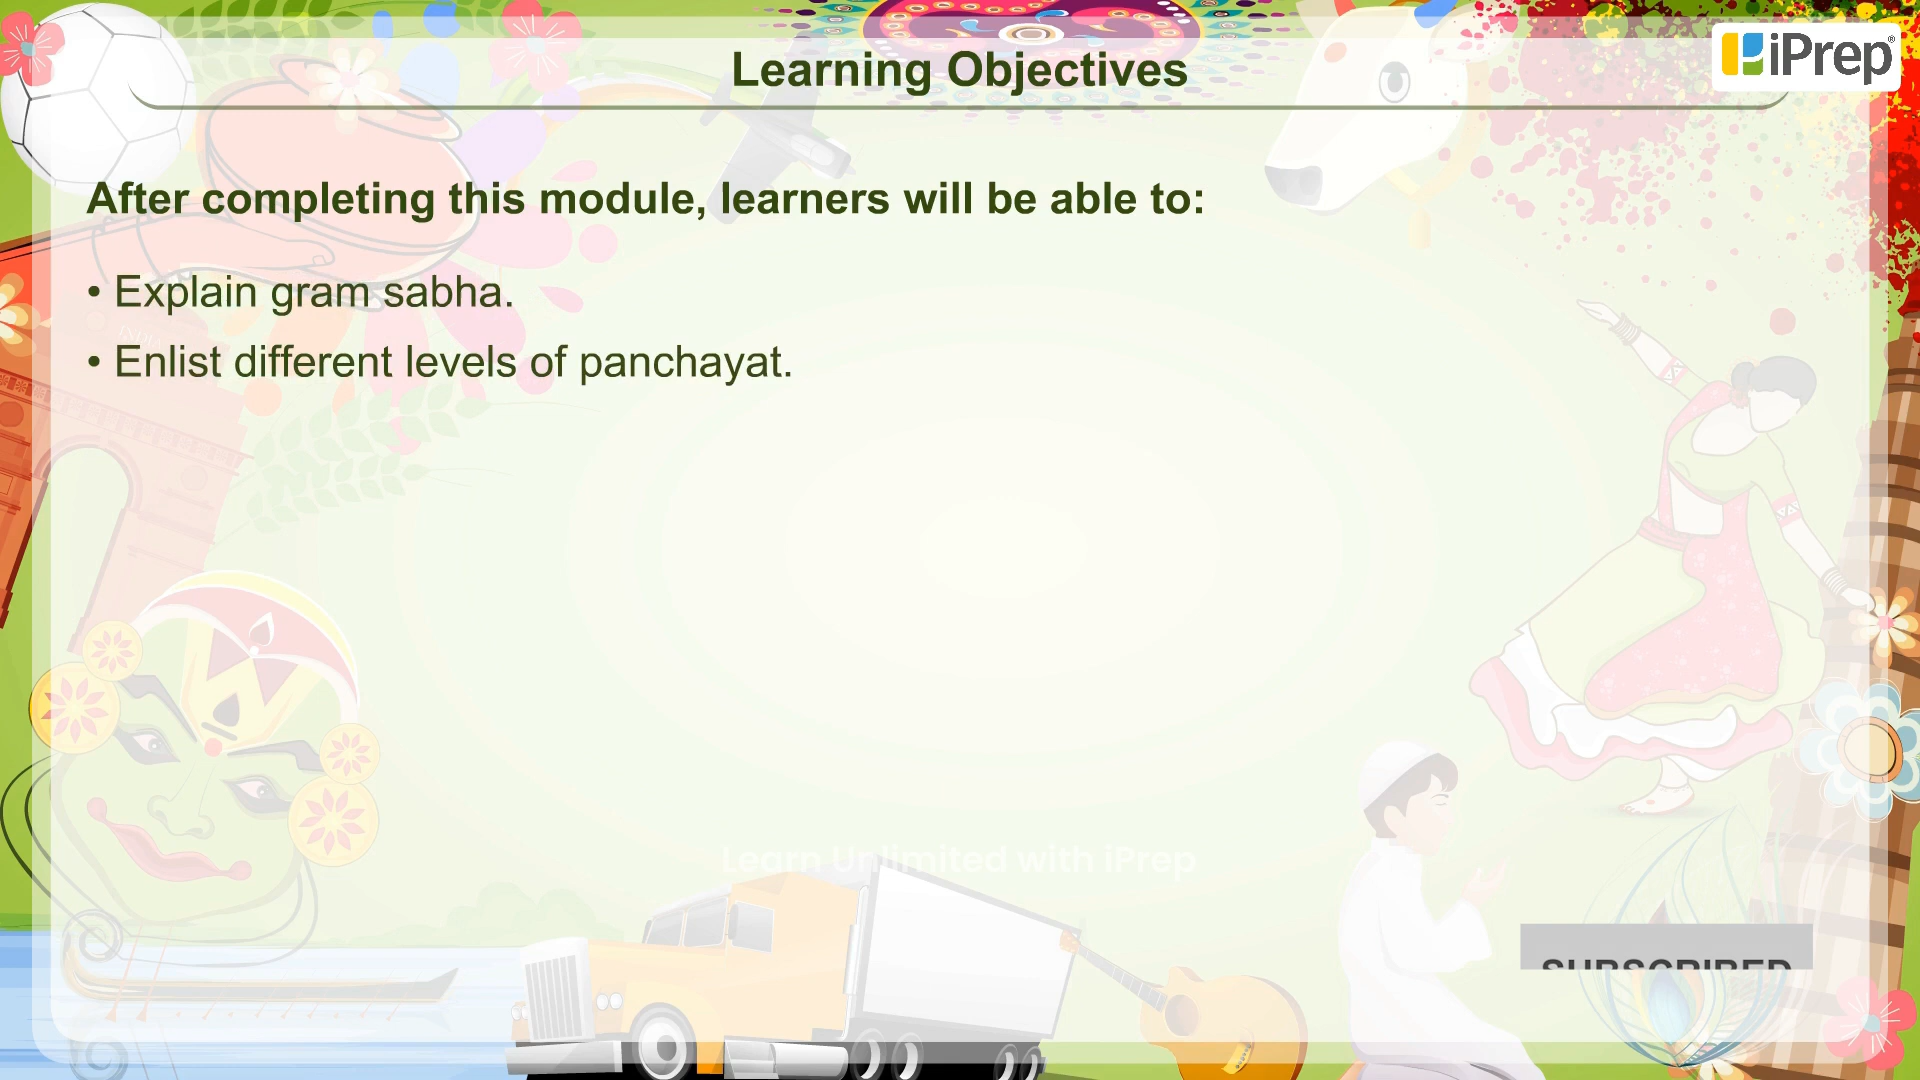 Learning Objectives
iPrep®
After completing this module, learners will be able to:
• Explain gram sabha.
• Enlist different levels of panchayat.
Learn Unlimited with iPrep
SUBSCRIBED